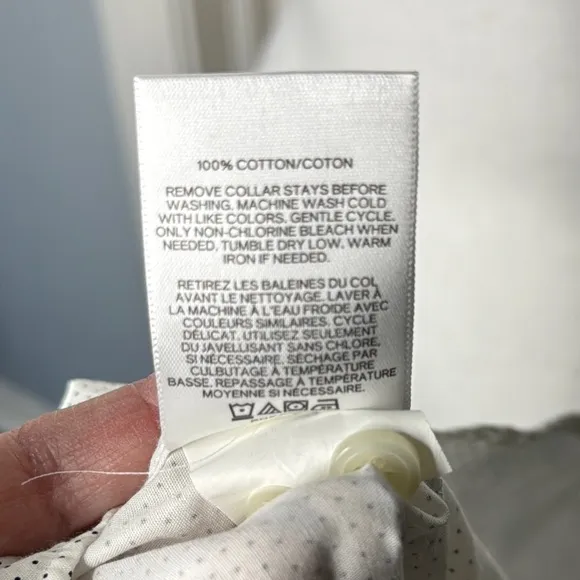 100% COTTON/COTON
REMOVE COLLAR STAYS BEFORE
WASHING. MACHINE WASH COLD
WITH LIKE COLORS. GENTLE CYCLE.
ONLY NON-CHLORINE BLEACH WHEN
NEEDED, TUMBLE DRY LOW. WARM
IRON IF NEEDED.
RETIREZ LES BALEINES DU COL
AVANT LE NETTOYAGE. LAVER À
LA MACHINE À L'EAU FROIDE AVEC
COULEURS SIMILAIRES. CYCLE
DÉLICAT. UTILISEZ SEULEMENT
DU JAVELLISANT SANS CHLORE,
SI NÉCESSAIRE. SÉCHAGE PAR
CULBUTAGE À TEMPÉRATURE
BASSE. REPASSAGE À TEMPÉRATURE
MOYENNE SI NÉCESSAIRE